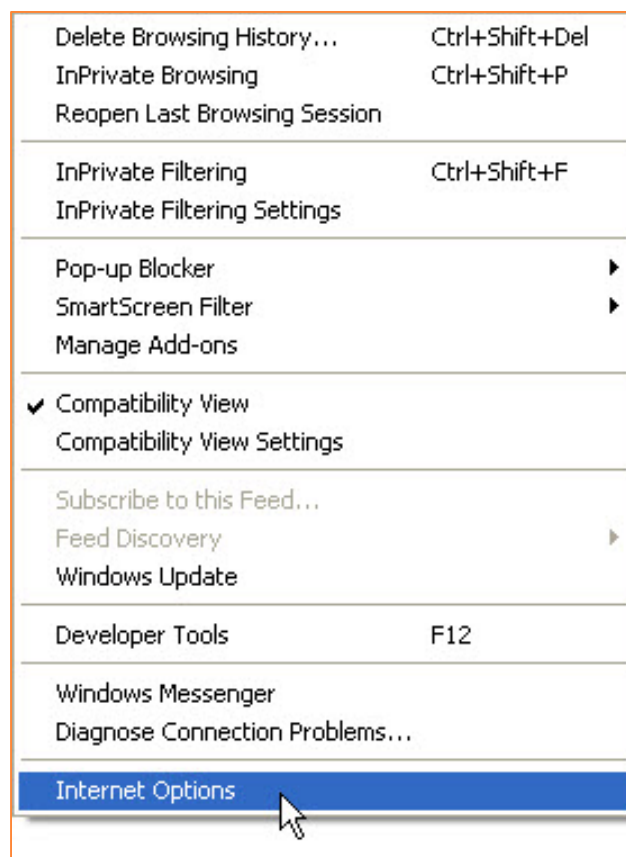 Delete Browsing History... Ctrl+Shift+Del
InPrivate Browsing Ctrl+Shift+P
Reopen Last Browsing Session
InPrivate Filtering Ctrl+Shift+F
InPrivate Filtering Settings
Pop-up Blocker
SmartScreen Filter
Manage Add-ons
Compatibility View
Compatibility View Settings
Subscribe to this Feed...
Feed Discovery
Windows Update
Developer Tools F12
Windows Messenger
Diagnose Connection Problems...
Internet Options